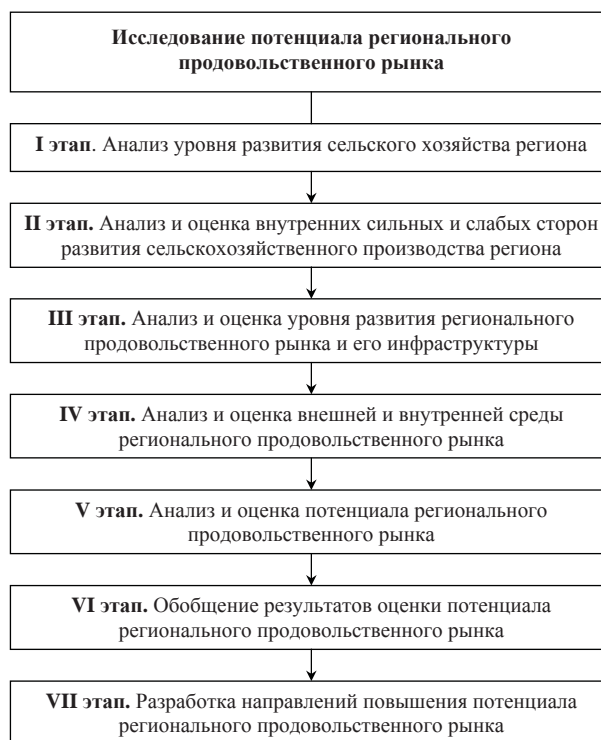 Исследование потенциала регионального
продовольственного рынка
I этап. Анализ уровня развития сельского хозяйства региона
II этап. Анализ и оценка внутренних сильных и слабых сторон
развития сельскохозяйственного производства региона
III этап. Анализ и оценка уровня развития регионального
продовольственного рынка и его инфраструктуры
IV этап. Анализ и оценка внешней и внутренней среды
регионального продовольственного рынка
V этап. Анализ и оценка потенциала регионального
продовольственного рынка
VI этап. Обобщение результатов оценки потенциала
регионального продовольственного рынка
VII этап. Разработка направлений повышения потенциала
регионального продовольственного рынка